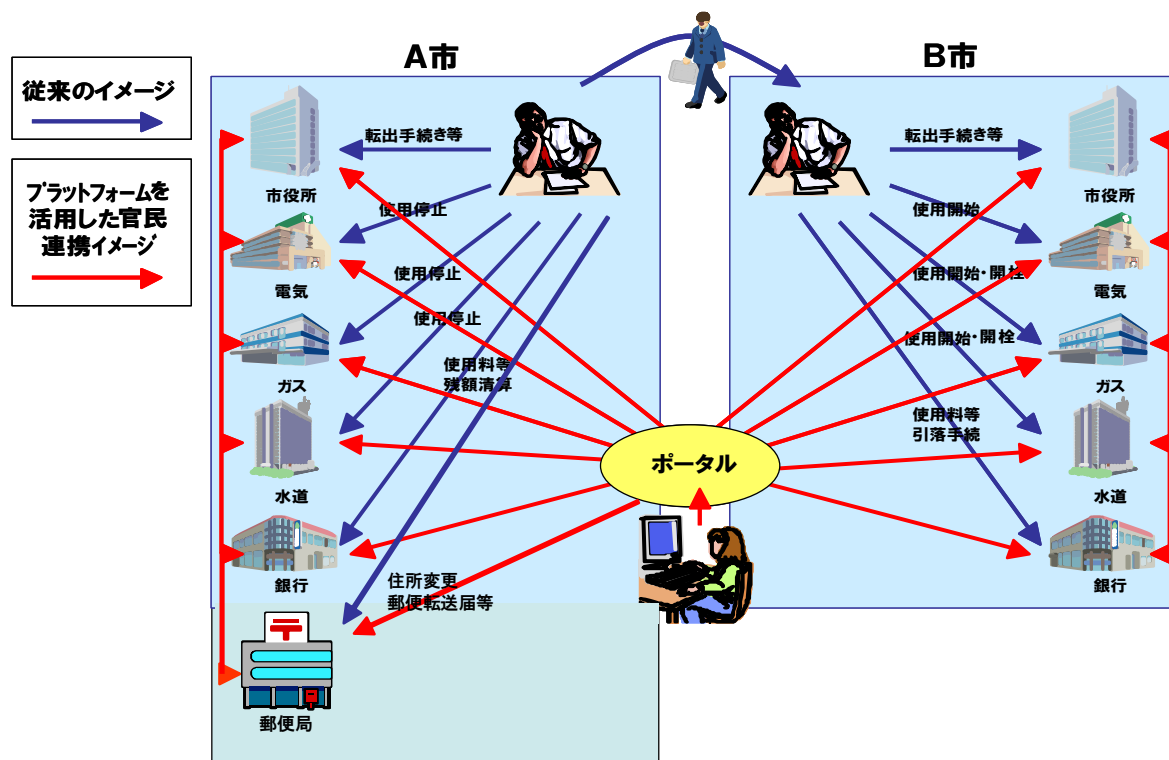 A市
B市
従来のイメージ
プラットフォームを
活用した官民
連携イメージ
転出手続き等
市役所
使用停止
電気
使用停止
ガス
使用停止
使用料等
残額清算
水道
銀行
住所変更
郵便転送届等
郵便局
ポータル
転出手続き等
市役所
使用開始
電気
使用開始・開栓
ガス
使用開始・開栓
使用料等
引落手続
水道
銀行